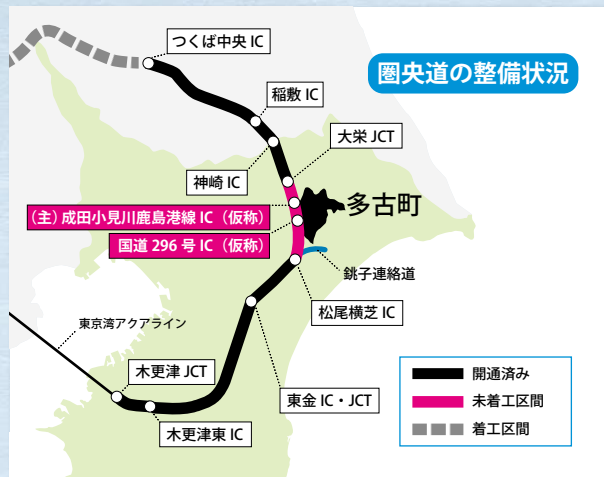 つくば中央 IC
圏央道の整備状況
稲敷 IC
大栄 JCT
神崎 IC
多古町
(主) 成田小見川鹿島港線 IC (仮称)
国道 296 号 IC (仮称)
銚子連絡道
松尾横芝 IC
東京湾アクアライン
木更津 JCT
東金 IC・JCT
木更津東 IC
開通済み
未着工区間
着工区間